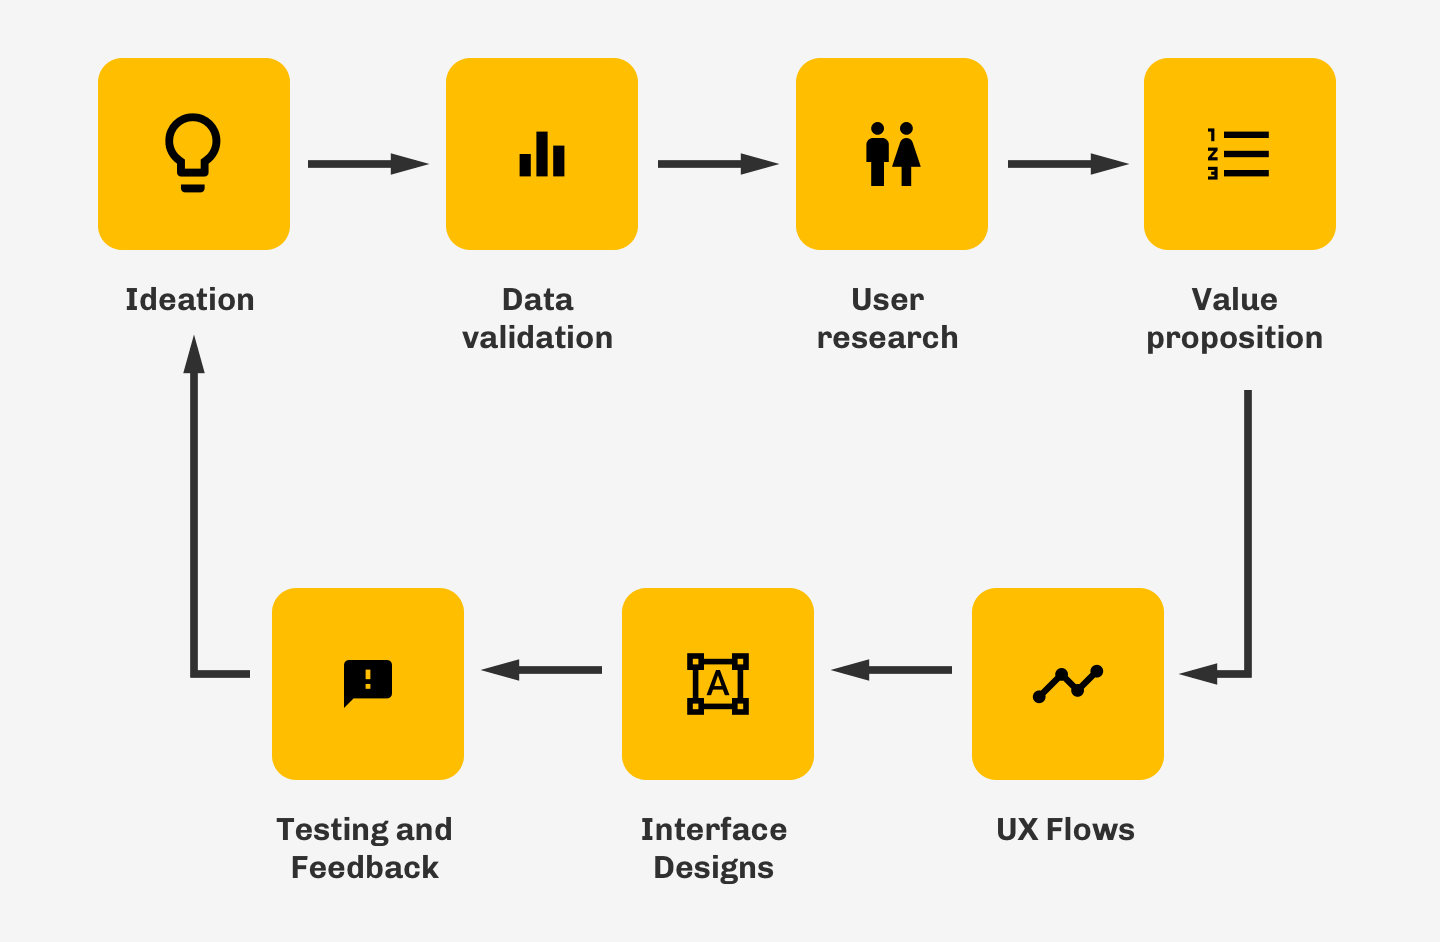 1
2
3
Ideation
Data
validation
User
research
Value
proposition
A
Testing and
Feedback
Interface
Designs
UX Flows